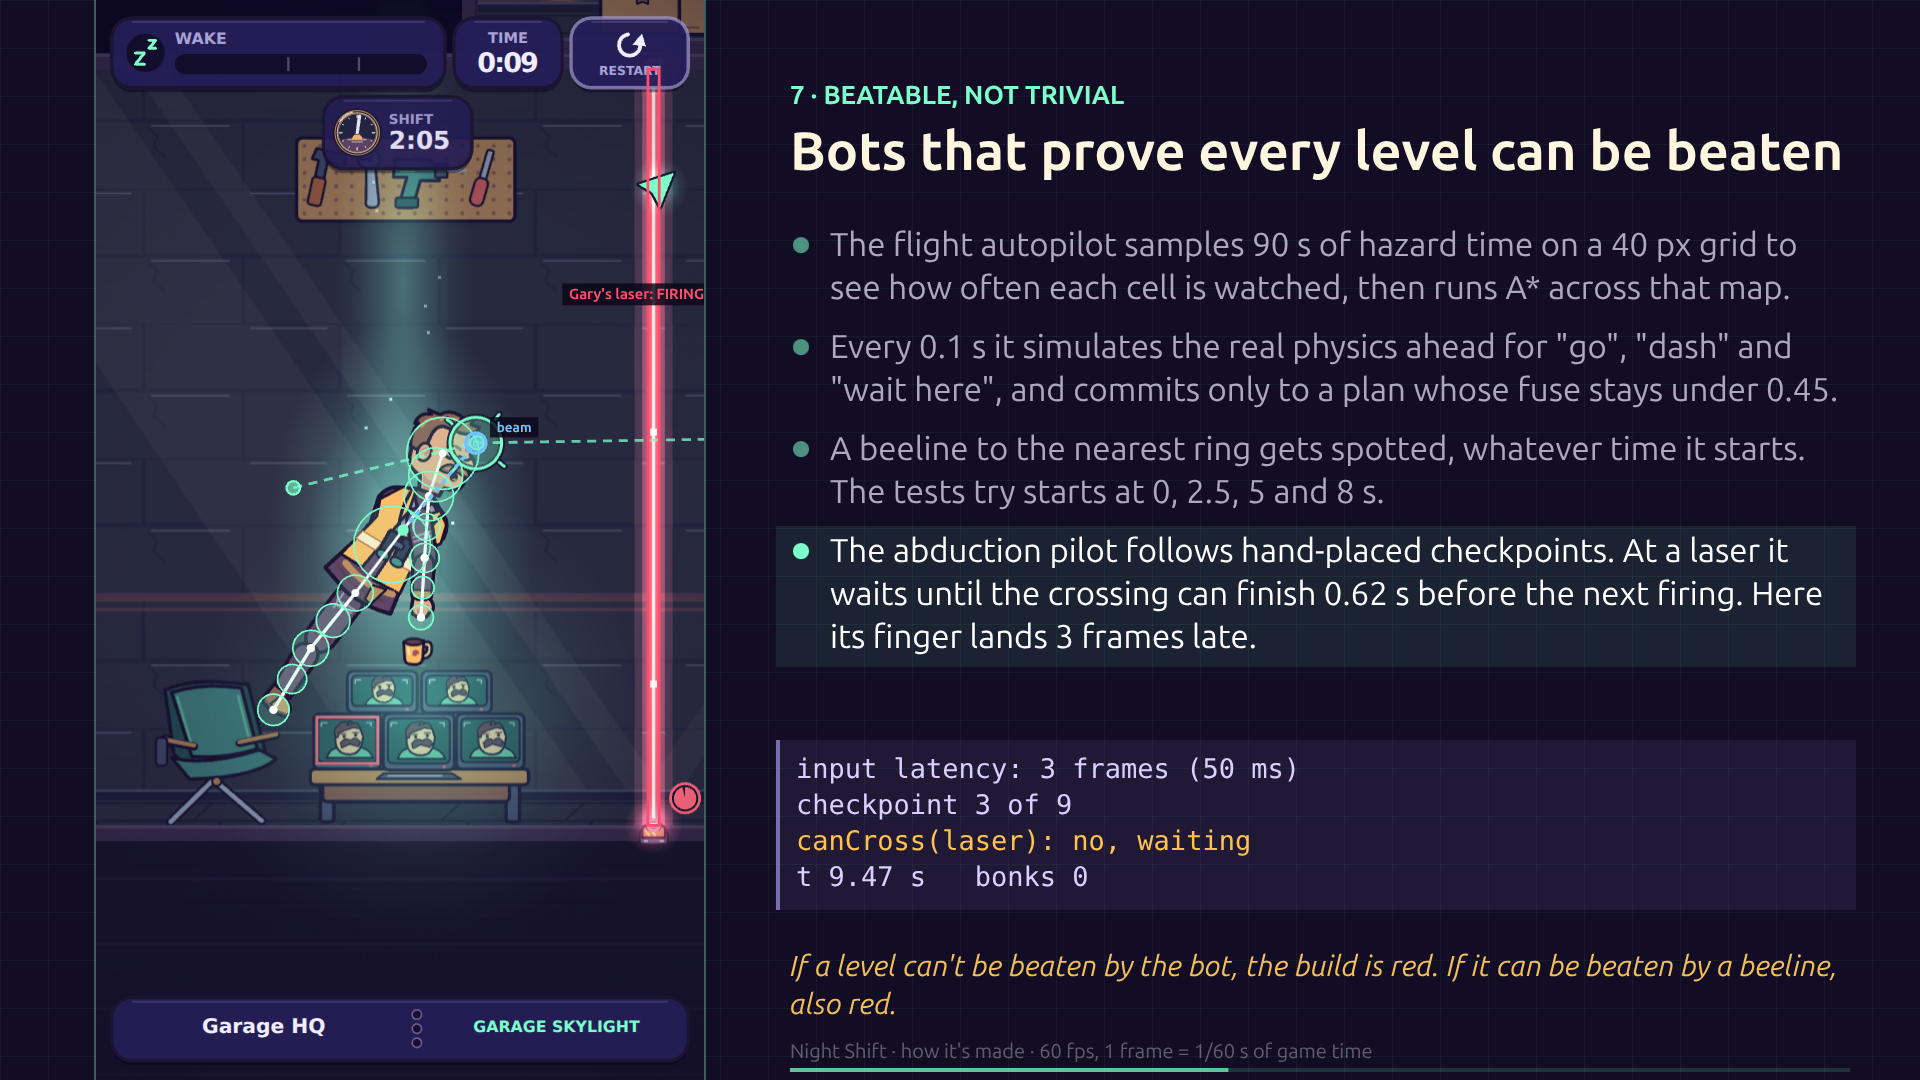 WAKE
TIME
0:09
RESTART
SHIFT
2:05
Gary's laser: FIRING
beam
Garage HQ
GARAGE SKYLIGHT
7 · BEATABLE, NOT TRIVIAL
Bots that prove every level can be beaten
The flight autopilot samples 90 s of hazard time on a 40 px grid to
see how often each cell is watched, then runs A* across that map.
Every 0.1 s it simulates the real physics ahead for "go", "dash" and
"wait here", and commits only to a plan whose fuse stays under 0.45.
A beeline to the nearest ring gets spotted, whatever time it starts.
The tests try starts at 0, 2.5, 5 and 8 s.
The abduction pilot follows hand-placed checkpoints. At a laser it
waits until the crossing can finish 0.62 s before the next firing. Here
its finger lands 3 frames late.
input latency: 3 frames (50 ms)
checkpoint 3 of 9
canCross(laser): no, waiting
t 9.47 s   bonks 0
If a level can't be beaten by the bot, the build is red. If it can be beaten by a beeline,
also red.
Night Shift · how it's made · 60 fps, 1 frame = 1/60 s of game time